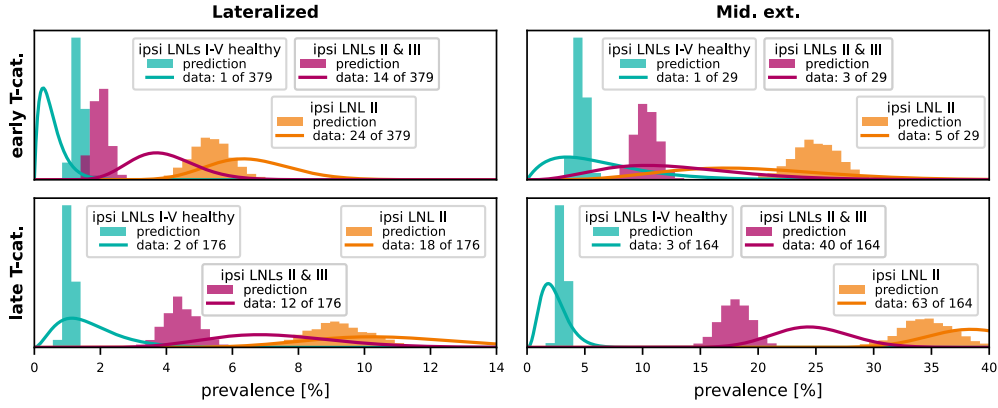 Lateralized
Mid. ext.
early T-cat.
ipsi LNLs I-V healthy
prediction
data: 1 of 379
ipsi LNLs II & III
prediction
data: 14 of 379
ipsi LNL II
prediction
data: 24 of 379
ipsi LNLs I-V healthy
prediction
data: 1 of 29
ipsi LNLs II & III
prediction
data: 3 of 29
ipsi LNL II
prediction
data: 5 of 29
late T-cat.
ipsi LNLs I-V healthy
prediction
data: 2 of 176
ipsi LNL II
prediction
data: 18 of 176
ipsi LNLs II & III
prediction
data: 12 of 176
ipsi LNLs I-V healthy
prediction
data: 3 of 164
ipsi LNLs II & III
prediction
data: 40 of 164
ipsi LNL II
prediction
data: 63 of 164
0 2 4 6 8 10 12 14
0 5 10 15 20 25 30 35 40
prevalence [%]
prevalence [%]